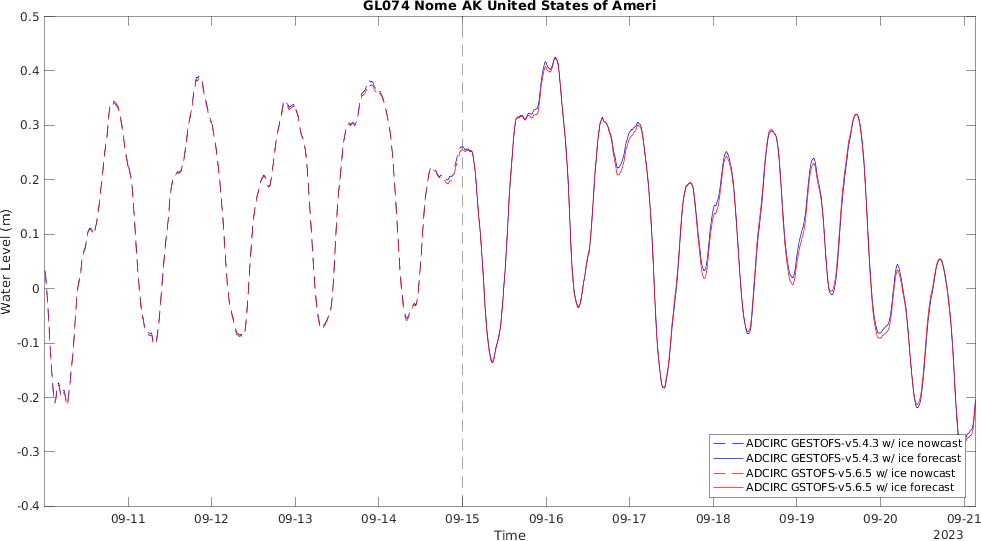 GL074 Nome AK United States of Ameri
0.5
0.4
0.3
0.2
0.1
0
-0.1
-0.2
-0.3
-0.4
Water Level (m)
ADCIRC GESTOFS-v5.4.3 w/ ice nowcast
ADCIRC GESTOFS-v5.4.3 w/ ice forecast
ADCIRC GSTOFS-v5.6.5 w/ ice nowcast
ADCIRC GSTOFS-v5.6.5 w/ ice forecast
09-11 09-12 09-13 09-14 09-15 09-16 09-17 09-18 09-19 09-20 09-21
Time
2023